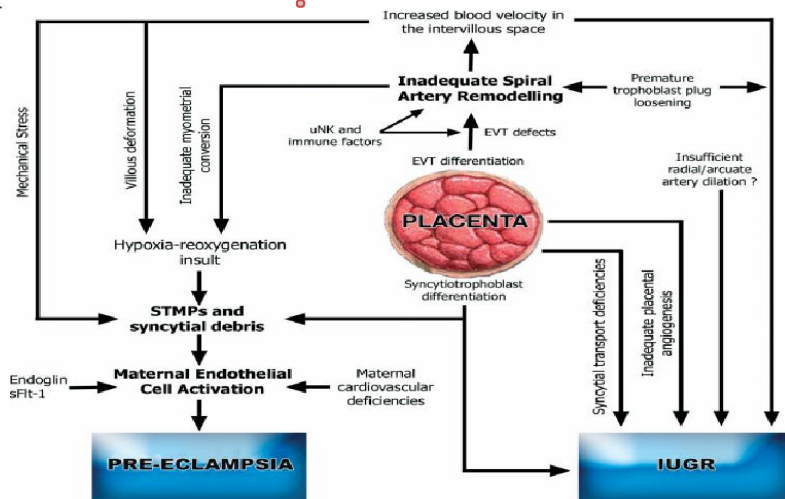 Increased blood velocity in
the intervillous space
Inadequate Spiral
Artery Remodelling
Premature
trophoblast plug
loosening
uNK and
immune factors
EVT defects
EVT differentiation
Insufficient
radial/arcuate
artery dilation ?
Mechanical Stress
Villous deformation
Inadequate myometrial
conversion
PLACENTA
Hypoxia-reoxygenation
insult
Syncytiotrophoblast
differentiation
STMPs and
syncytial debris
Syncytial transport deficiencies
Inadequate placental
angiogenesis
Endoglin
sFlt-1
Maternal Endothelial
Cell Activation
Maternal
cardiovascular
deficiencies
PRE-ECLAMPSIA
IUGR